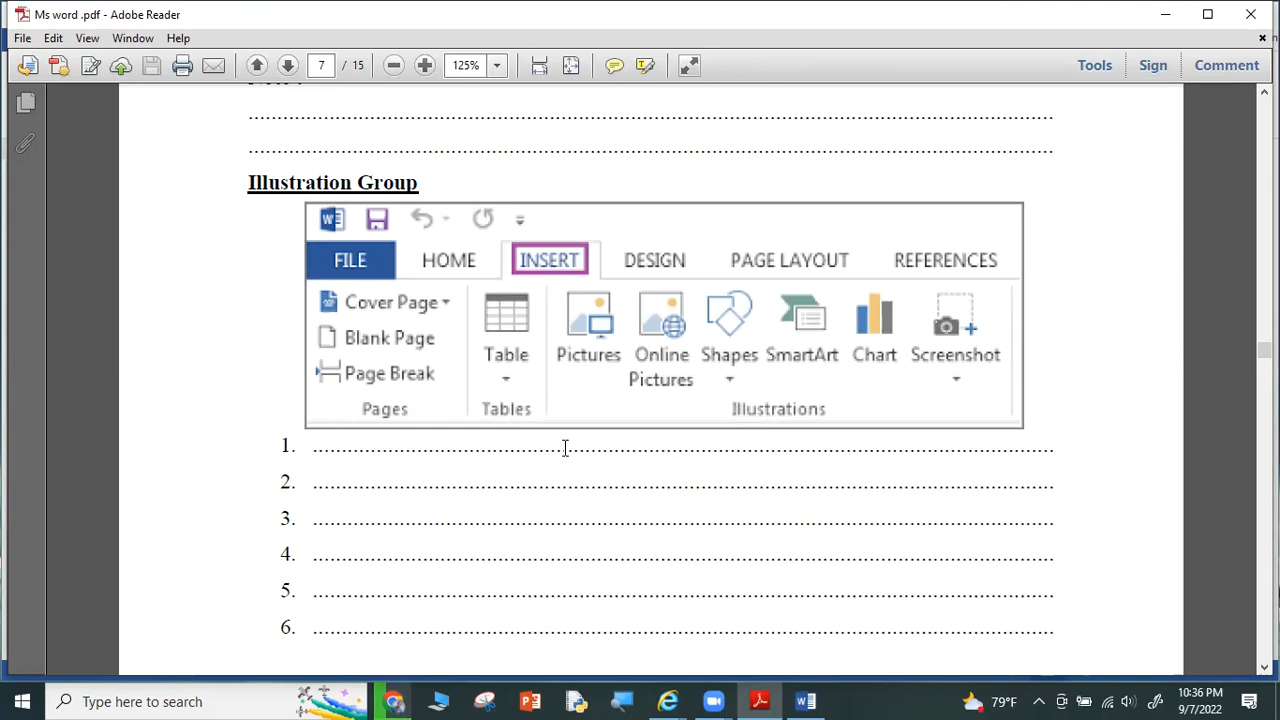 Ms word .pdf - Adobe Reader
File Edit View Window Help
7 / 15 125% Tools Sign Comment
........................................................................................................................................
........................................................................................................................................
Illustration Group
FILE HOME INSERT DESIGN PAGE LAYOUT REFERENCES
Cover Page
Blank Page
Page Break
Pages
Table
Tables
Pictures
Online Pictures
Shapes
SmartArt
Chart
Screenshot
Illustrations
1. ........................................................................................................................
2. ........................................................................................................................
3. ........................................................................................................................
4. ........................................................................................................................
5. ........................................................................................................................
6. ........................................................................................................................
Type here to search
79°F
10:36 PM
9/7/2022